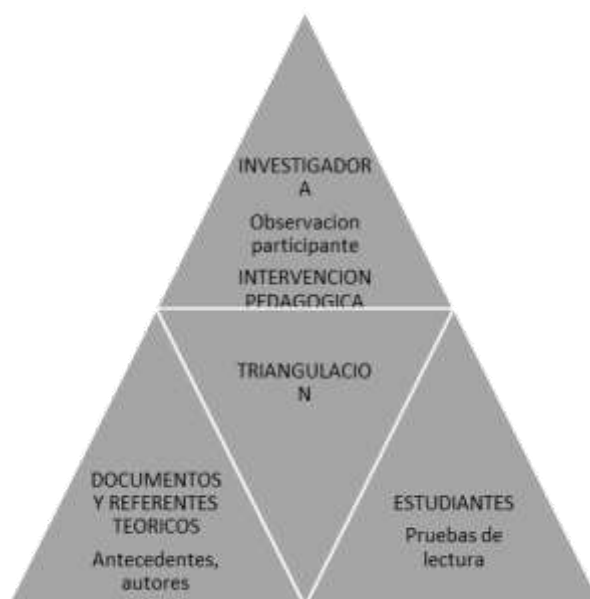 INVESTIGADOR
A
Observacion
participante
INTERVENCION
PEDAGOGICA
TRIANGULACIO
N
DOCUMENTOS
Y REFERENTES
TEORICOS
Antecedentes,
autores
ESTUDIANTES
Pruebas de
lectura